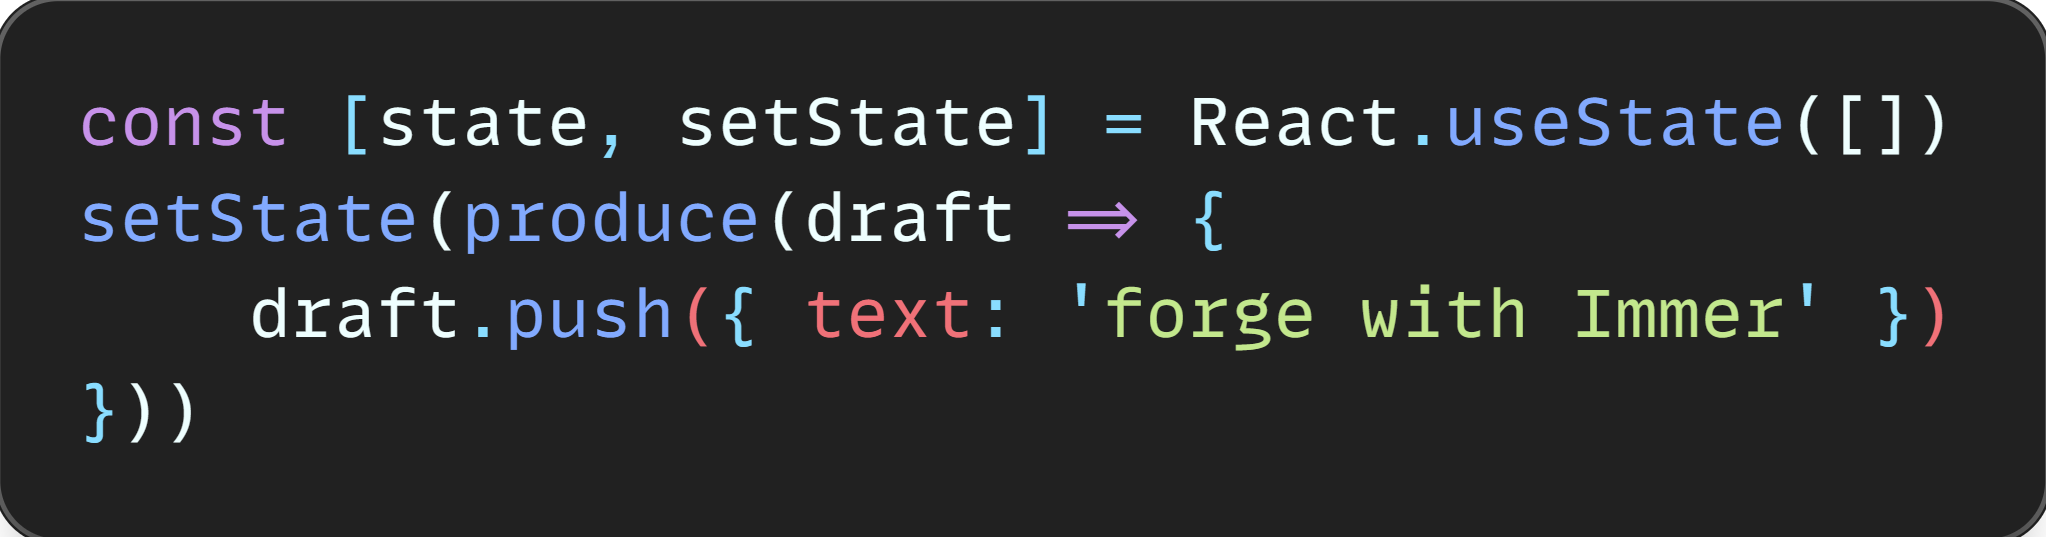 const [state, setState] = React.useState([])
setState(produce(draft => {
    draft.push({ text: 'forge with Immer' })
}))